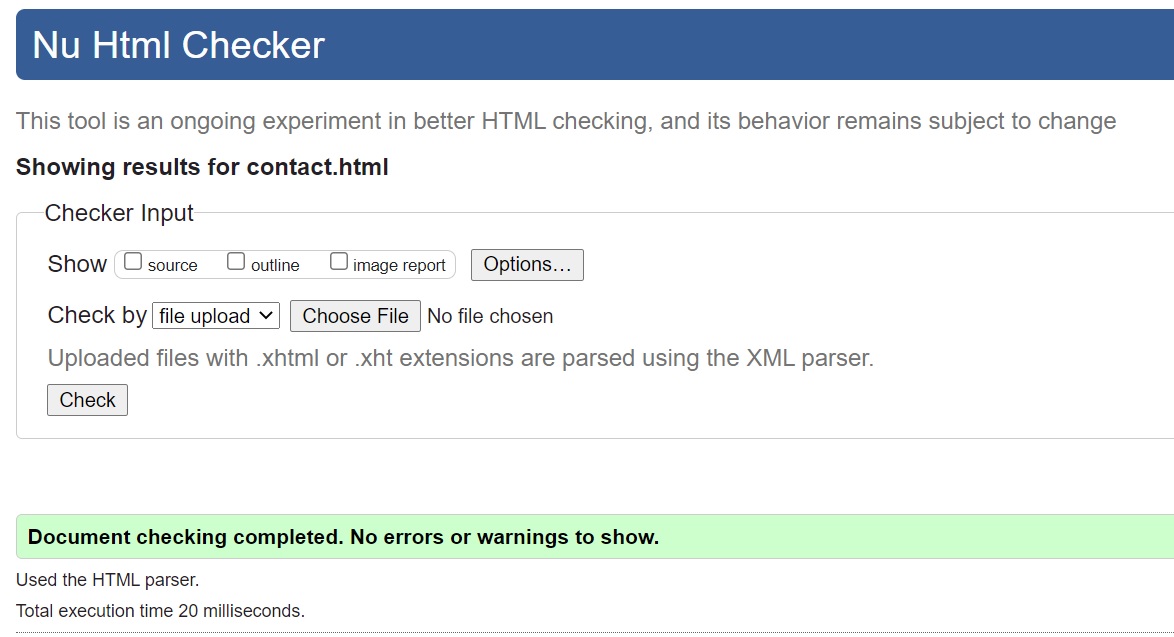 Nu Html Checker
This tool is an ongoing experiment in better HTML checking, and its behavior remains subject to change
Showing results for contact.html
Checker Input
Show source outline image report Options...
Check by file upload Choose File No file chosen
Uploaded files with .xhtml or .xht extensions are parsed using the XML parser.
Check
Document checking completed. No errors or warnings to show.
Used the HTML parser.
Total execution time 20 milliseconds.